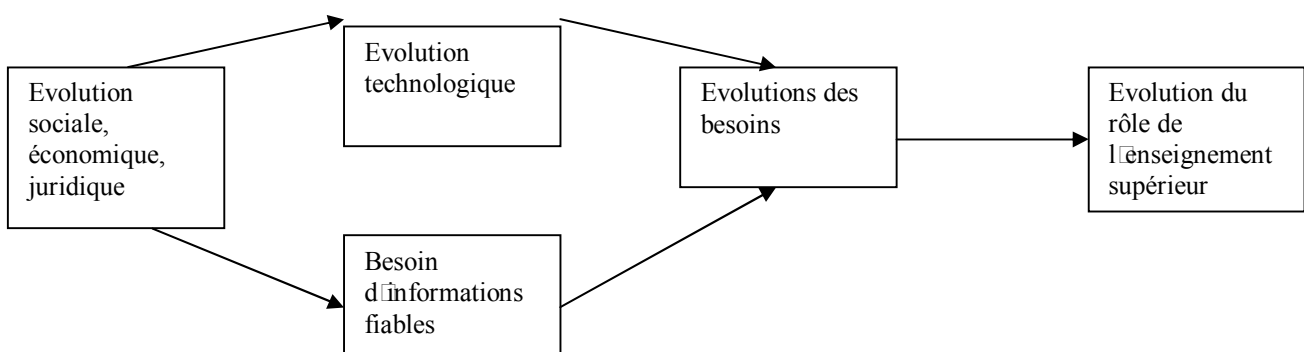 Evolution
sociale,
économique,
juridique
Evolution
technologique
Besoin
d□informations
fiables
Evolutions des
besoins
Evolution du
rôle de
l□enseignement
supérieur